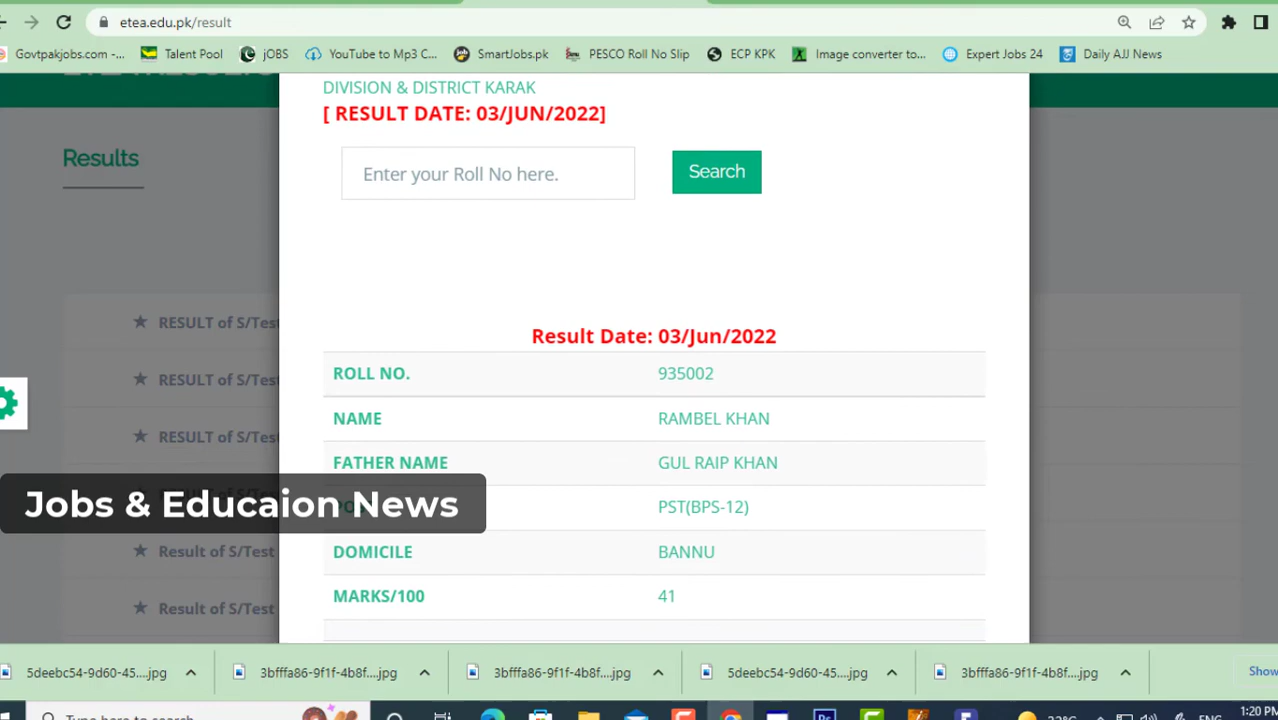 etea.edu.pk/result
Govtpakjobs.com -...
Talent Pool
jOBS
YouTube to Mp3 C...
SmartJobs.pk
PESCO Roll No Slip
ECP KPK
Image converter to...
Expert Jobs 24
Daily AJJ News
DIVISION & DISTRICT KARAK
[ RESULT DATE: 03/JUN/2022]
Results
Enter your Roll No here.
Search
RESULT of S/Test
RESULT of S/Test
RESULT of S/Test
Result of S/Test
Result of S/Test
Result Date: 03/Jun/2022
ROLL NO. 935002
NAME RAMBEL KHAN
FATHER NAME GUL RAIP KHAN
PST(BPS-12)
DOMICILE BANNU
MARKS/100 41
Jobs & Educaion News
5deebc54-9d60-45....jpg
3bfffa86-9f1f-4b8f....jpg
3bfffa86-9f1f-4b8f....jpg
5deebc54-9d60-45....jpg
3bfffa86-9f1f-4b8f....jpg
Show
Type here to search
ENG
1:20 PM